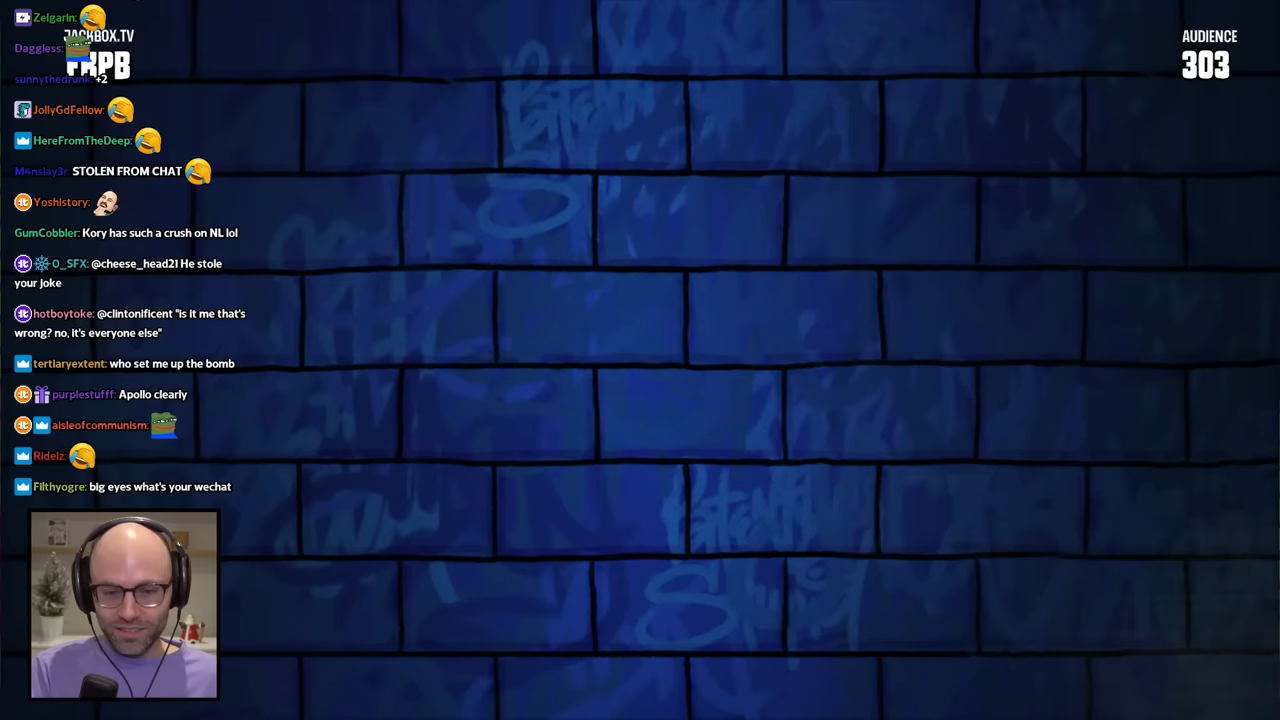 Zelgarin:
JACKBOX.TV
Daggless:
FKPB
sunnythedrunk: +2
JollyGdFellow:
HereFromTheDeep:
M4nslay3r: STOLEN FROM CHAT
Yoshistory:
GumCobbler: Kory has such a crush on NL lol
O_SFX: @cheese_head21 He stole
your joke
hotboytoke: @clintonificent "is it me that's
wrong? no, it's everyone else"
tertiaryextent: who set me up the bomb
purplestufff: Apollo clearly
aisleofcommunism:
Ridelz:
Filthyogre: big eyes what's your wechat
AUDIENCE
303